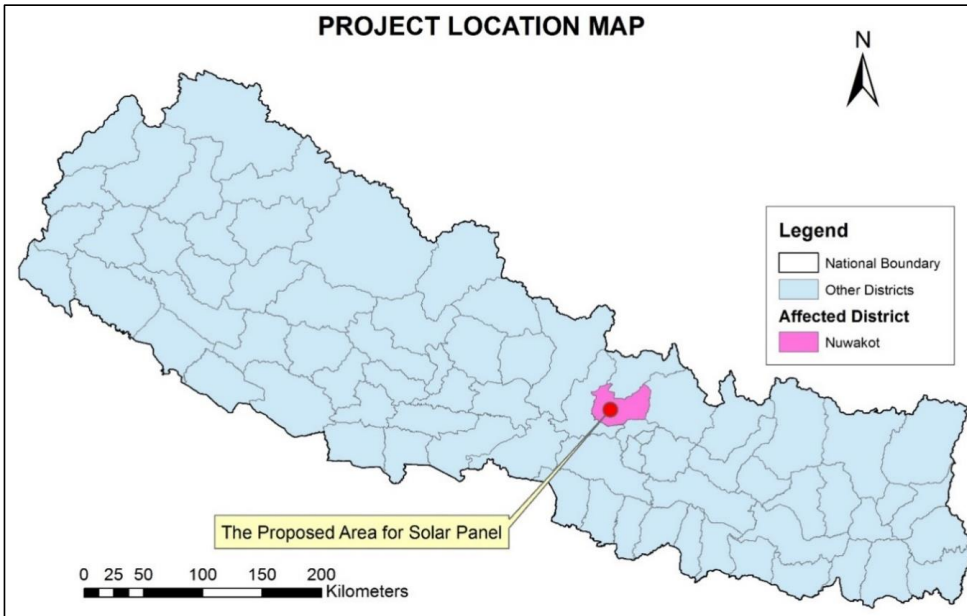 PROJECT LOCATION MAP
N
Legend
National Boundary
Other Districts
Affected District
Nuwakot
The Proposed Area for Solar Panel
0 25 50 100 150 200
Kilometers